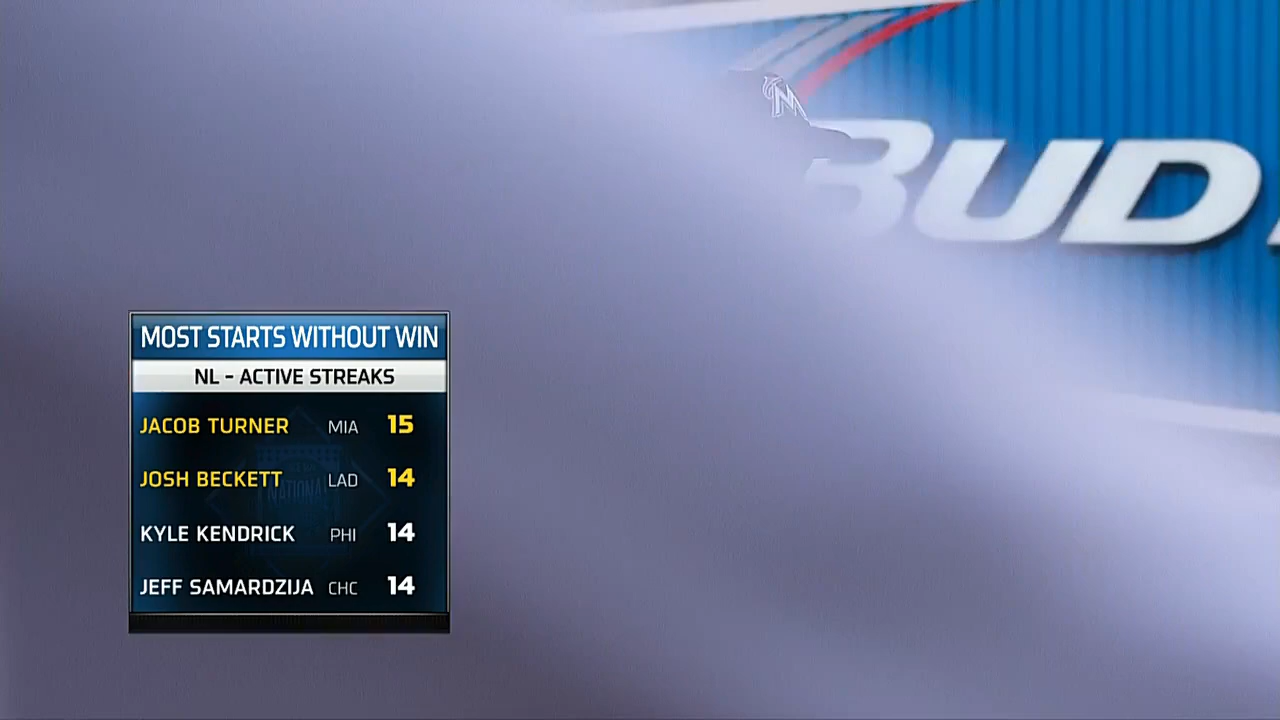 BUD
MOST STARTS WITHOUT WIN
NL - ACTIVE STREAKS
JACOB TURNER MIA 15
JOSH BECKETT LAD 14
KYLE KENDRICK PHI 14
JEFF SAMARDZIJA CHC 14